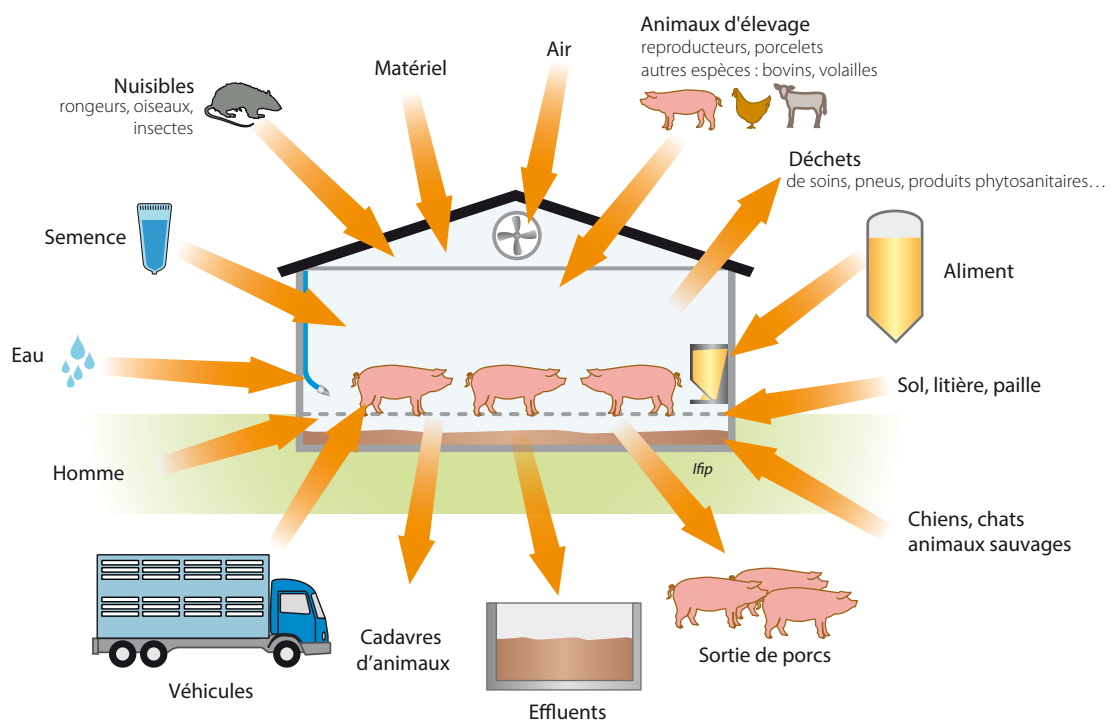 Animaux d'élevage
reproducteurs, porcelets
autres espèces : bovins, volailles
Air
Matériel
Nuisibles
rongeurs, oiseaux,
insectes
Déchets
de soins, pneus, produits phytosanitaires…
Semence
Aliment
Eau
Sol, litière, paille
Homme
Ifip
Chiens, chats
animaux sauvages
Cadavres
d’animaux
Sortie de porcs
Véhicules
Effluents